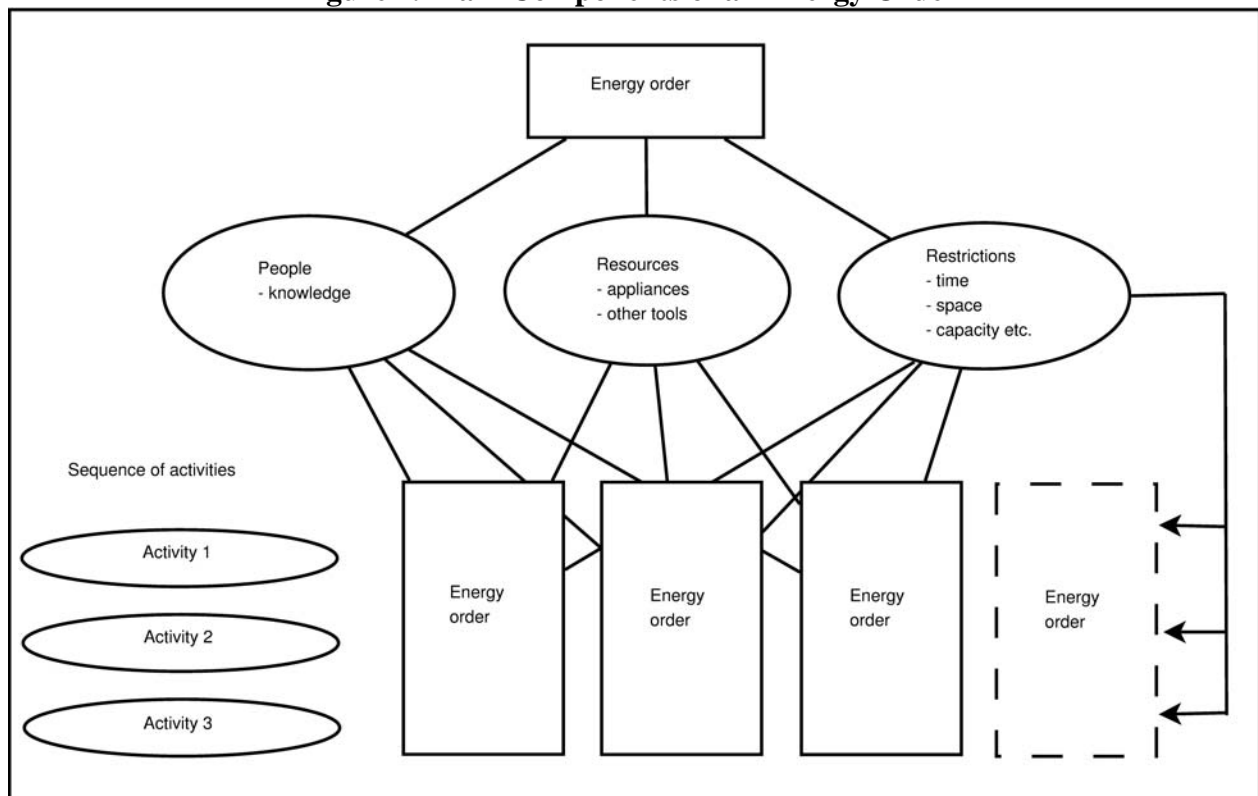 Energy order
People
- knowledge
Resources
- appliances
- other tools
Restrictions
- time
- space
- capacity etc.
Sequence of activities
Activity 1
Activity 2
Activity 3
Energy
order
Energy
order
Energy
order
Energy
order